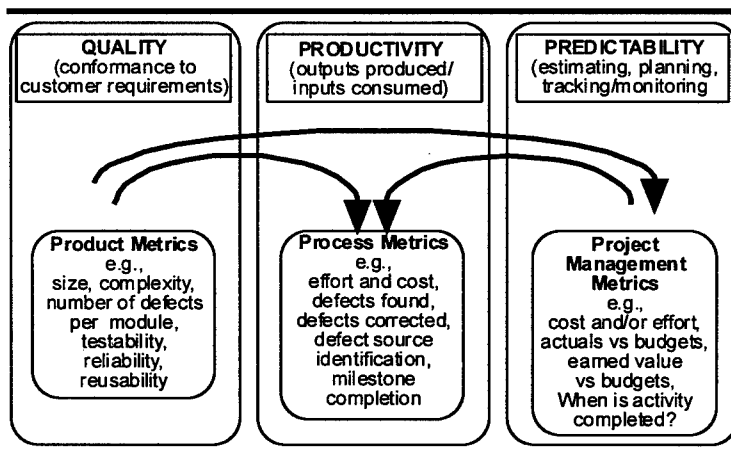 QUALITY
(conformance to
customer requirements)
PRODUCTIVITY
(outputs produced/
inputs consumed)
PREDICTABILITY
(estimating, planning,
tracking/monitoring
Product Metrics
e.g.,
size, complexity,
number of defects
per module,
testability,
reliability,
reusability
Process Metrics
e.g.,
effort and cost,
defects found,
defects corrected,
defect source
identification,
milestone
completion
Project
Management
Metrics
e.g.,
cost and/or effort,
actuals vs budgets,
earned value
vs budgets,
When is activity
completed?